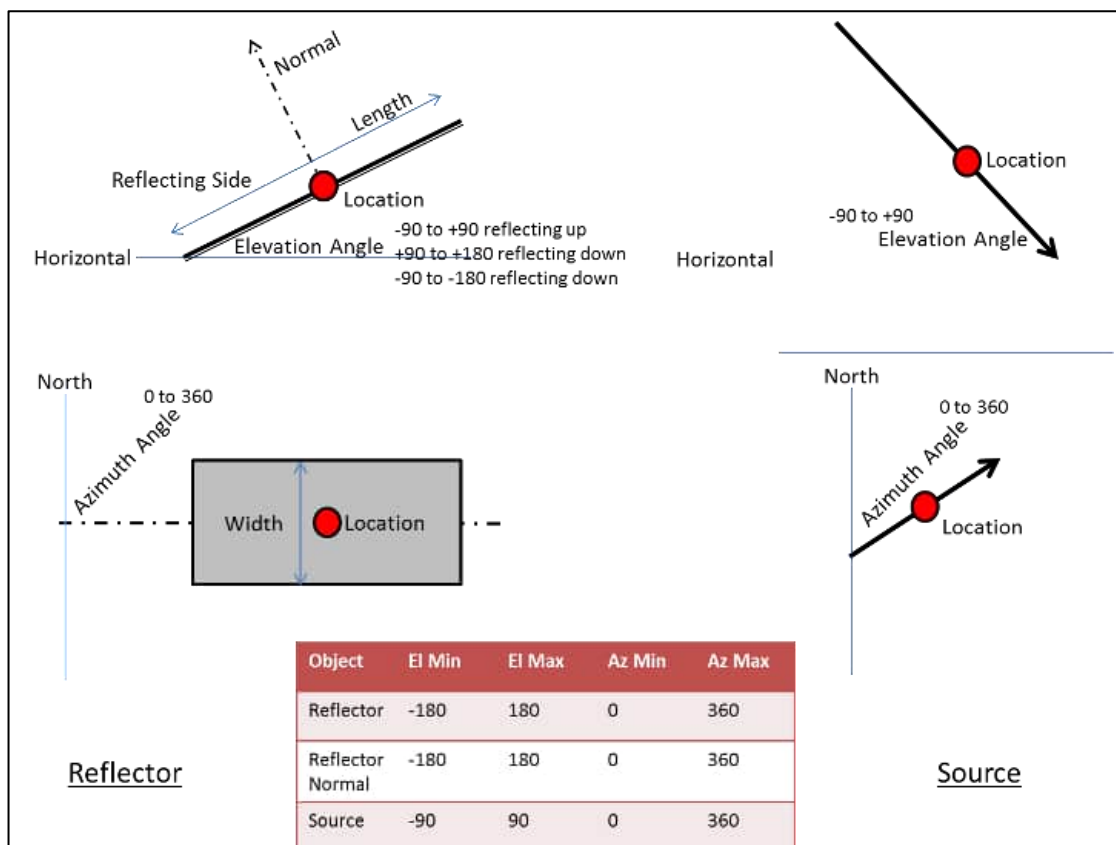 Normal
Length
Reflecting Side
Location
Elevation Angle
-90 to +90 reflecting up
+90 to +180 reflecting down
-90 to -180 reflecting down
Horizontal
Location
-90 to +90
Elevation Angle
Horizontal
North
0 to 360
Azimuth Angle
Width
Location
North
0 to 360
Azimuth Angle
Location
Object El Min El Max Az Min Az Max
Reflector -180 180 0 360
Reflector Normal -180 180 0 360
Source -90 90 0 360
Reflector
Source